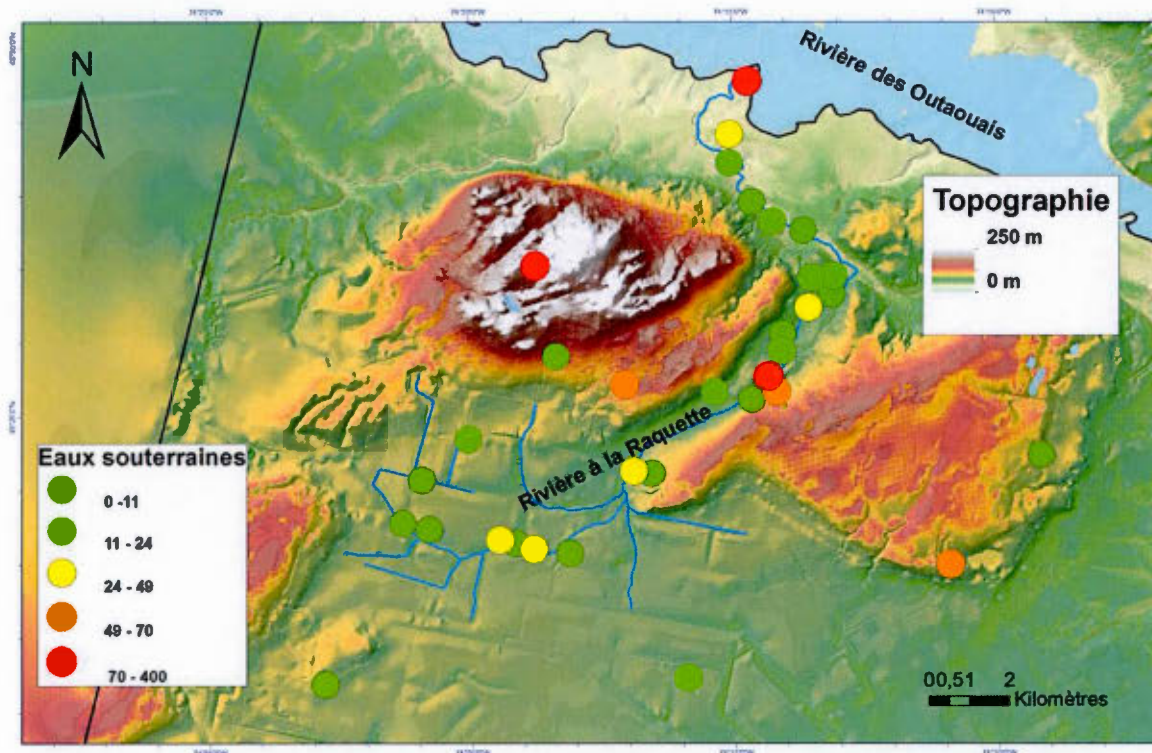 N
Rivière des Outaouais
Topographie
250 m
0 m
Rivière à la Raquette
Eaux souterraines
0 -11
11 - 24
24 - 49
49 - 70
70 - 400
00,51 2
Kilomètres